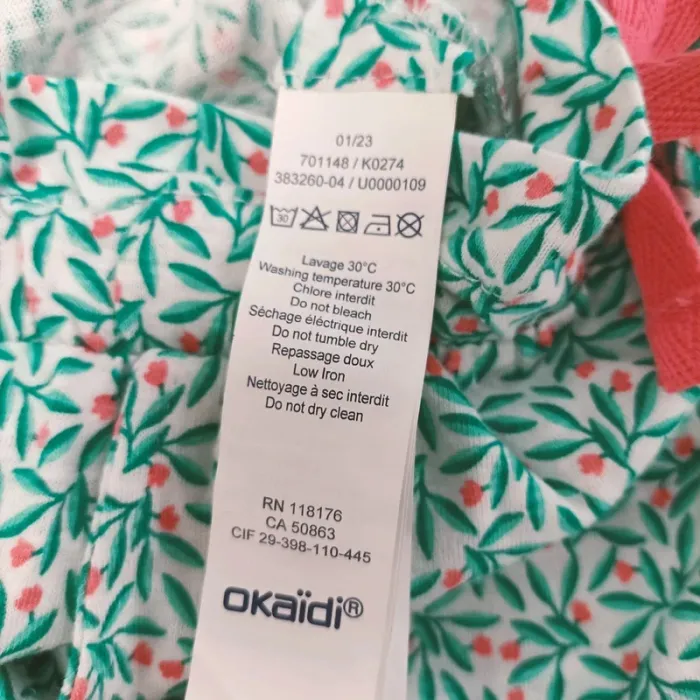 01/23
701148 / K0274
383260-04 / U0000109
30
Lavage 30°C
Washing temperature 30°C
Chlore interdit
Do not bleach
Séchage éléctrique interdit
Do not tumble dry
Repassage doux
Low Iron
Nettoyage à sec interdit
Do not dry clean
RN 118176
CA 50863
CIF 29-398-110-445
okaïdi®